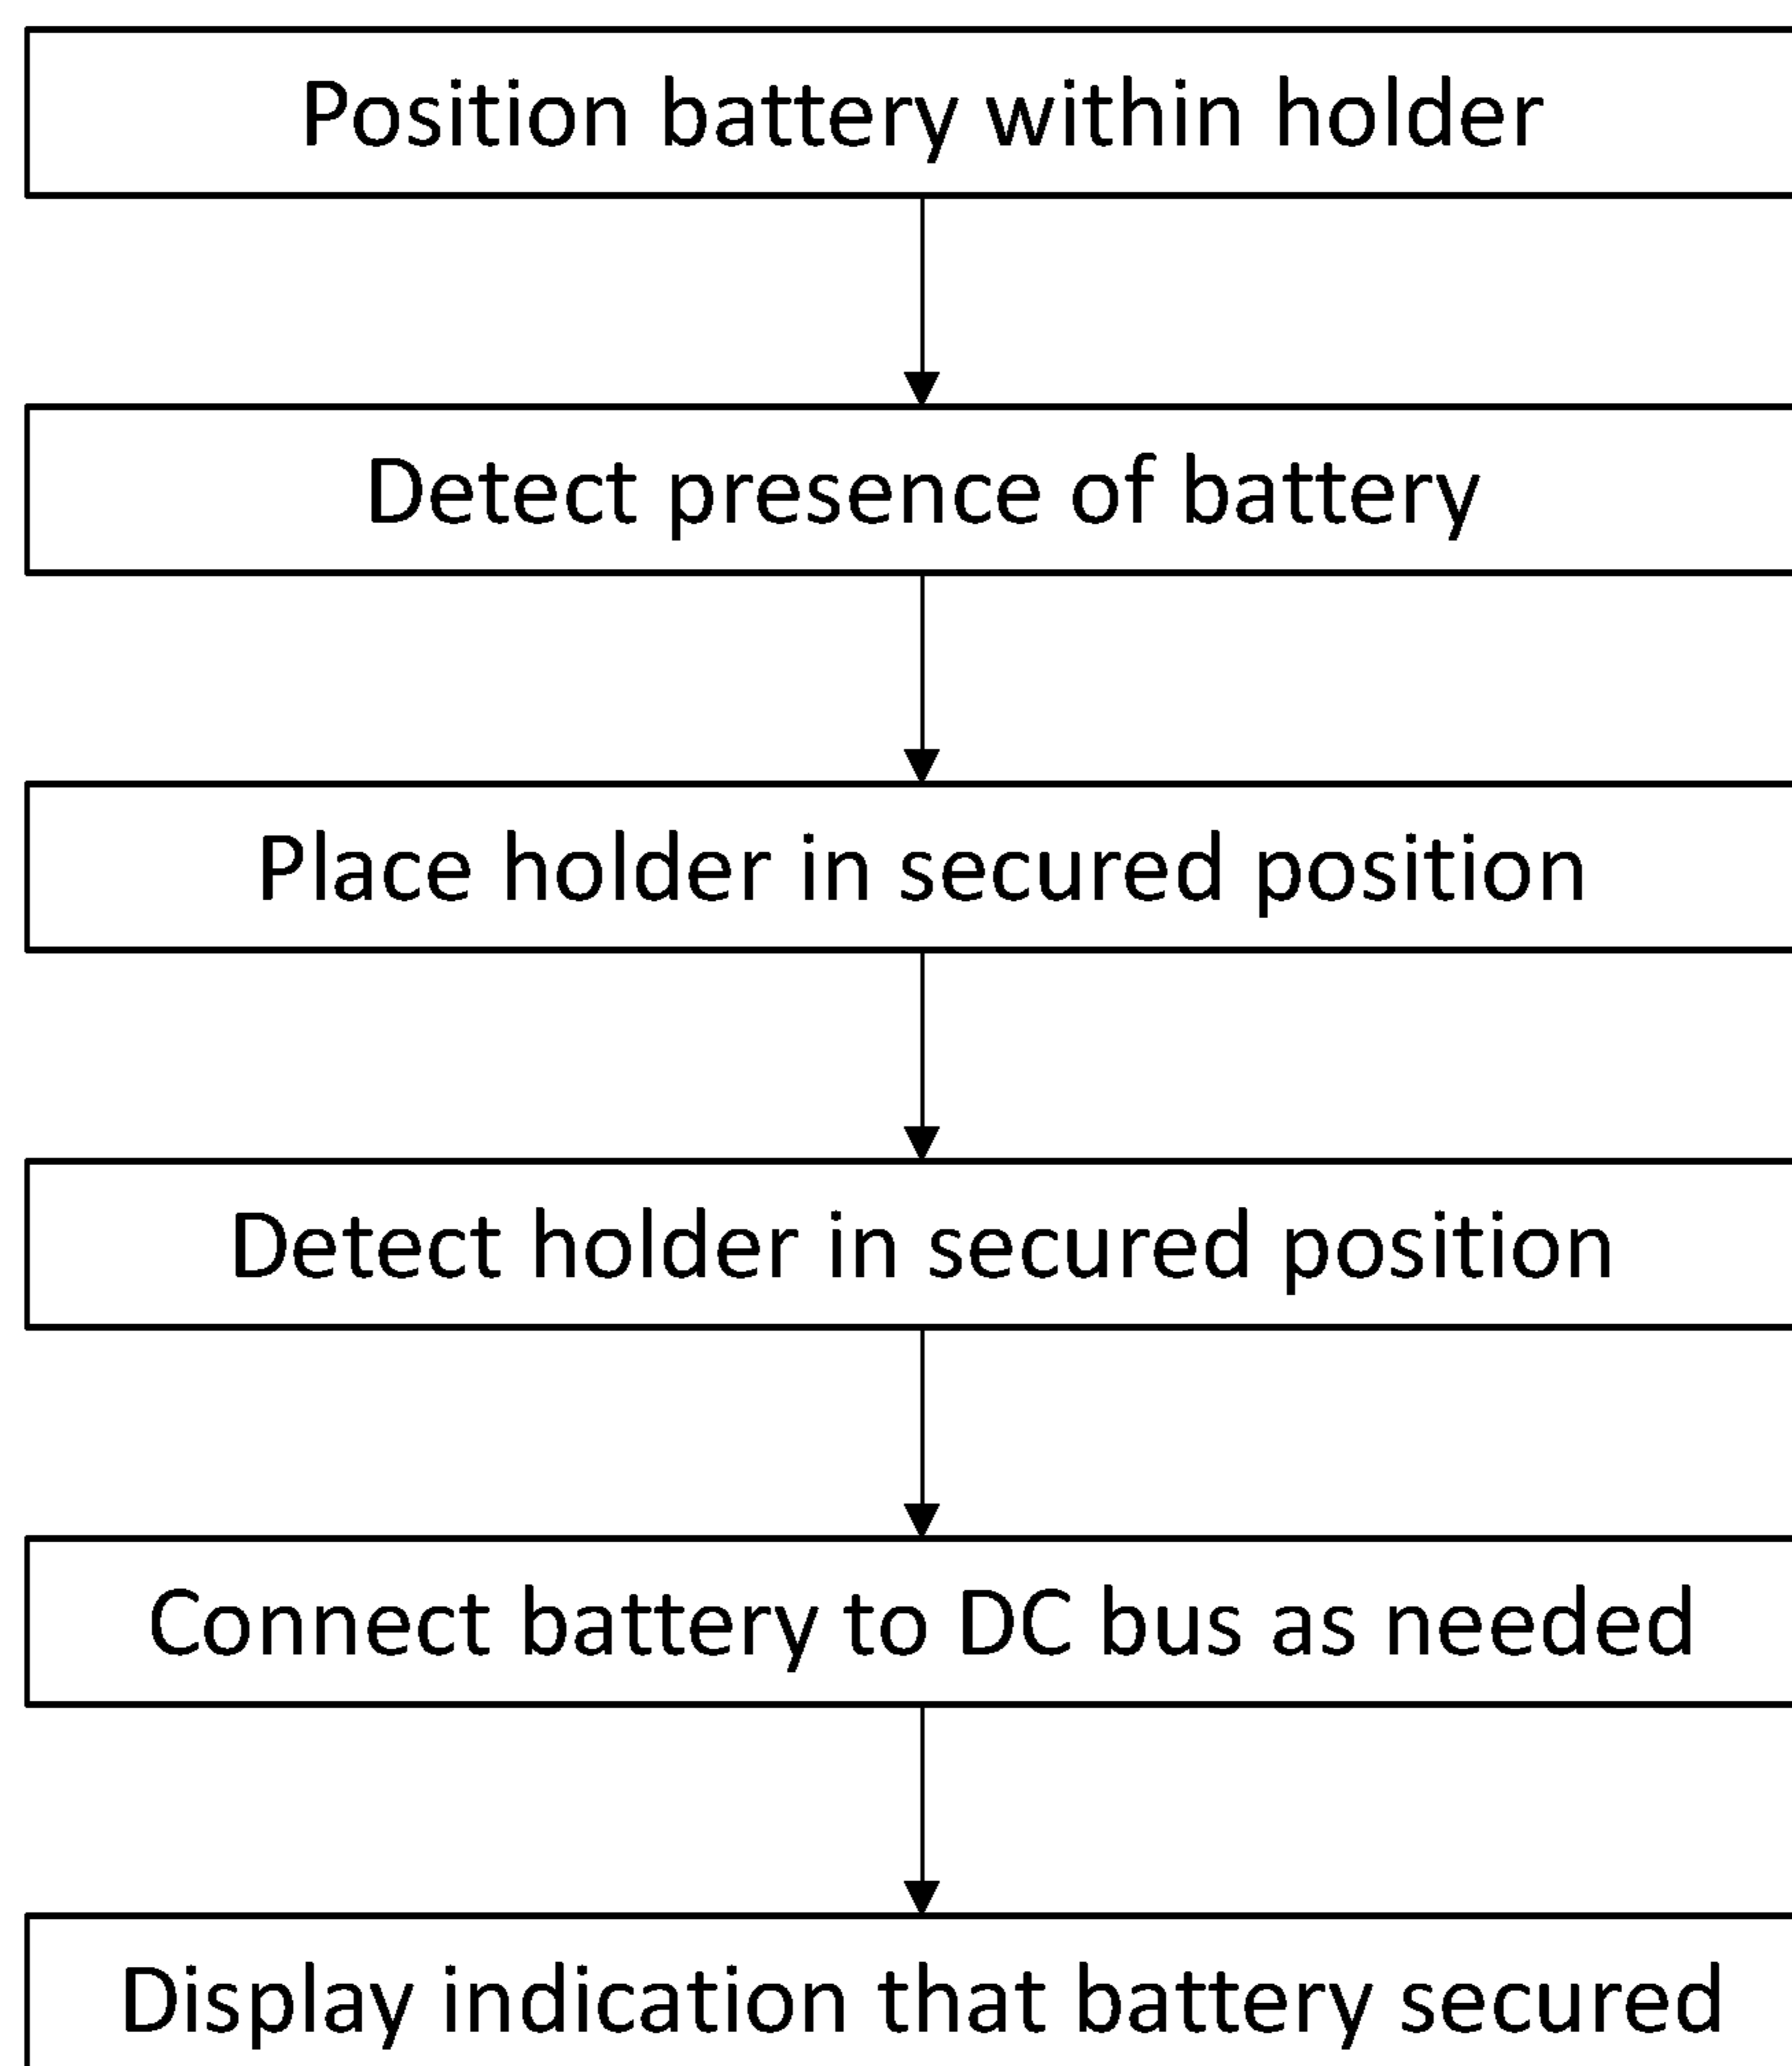 Position battery within holder
Detect presence of battery
Place holder in secured position
Detect holder in secured position
Connect battery to DC bus as needed
Display indication that battery secured